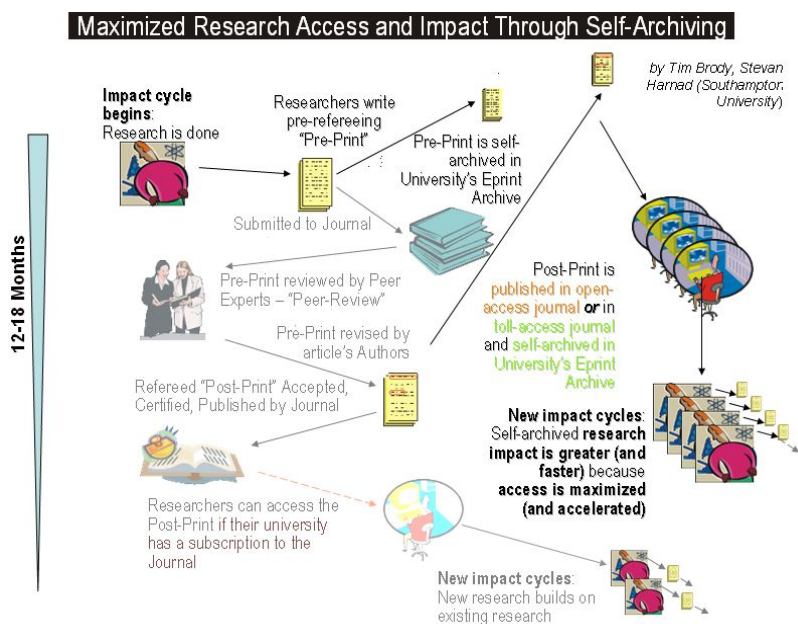 Maximized Research Access and Impact Through Self-Archiving
by Tim Brody, Stevan
Harnad (Southampton
University)
Impact cycle
begins:
Research is done
Researchers write
pre-refereeing
“Pre-Print”
Pre-Print is self-
archived in
University's Eprint
Archive
12-18 Months
Submitted to Journal
Pre-Print reviewed by Peer
Experts – “Peer-Review”
Pre-Print revised by
article's Authors
Refereed “Post-Print” Accepted,
Certified, Published by Journal
Researchers can access the
Post-Print if their university
has a subscription to the
Journal
Post-Print is
published in open-
access journal or in
toll-access journal
and self-archived in
University's Eprint
Archive
New impact cycles:
Self-archived research
impact is greater (and
faster) because
access is maximized
(and accelerated)
New impact cycles:
New research builds on
existing research